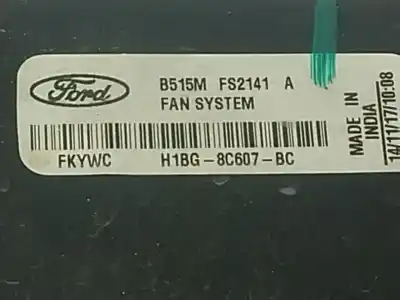 Ford
B515M FS2141 A
FAN SYSTEM
FKYWC H1BG-8C607-BC
MADE IN
INDIA
14/11/17/10:08